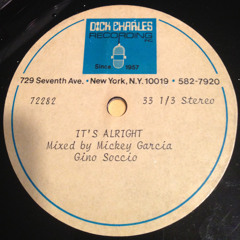 DICK CHARLES
RECORDING
INC.
Since 1957
729 Seventh Ave. • New York, N.Y. 10019 • 582-7920
72282 33 1/3 Stereo
IT'S ALRIGHT
Mixed by Mickey Garcia
Gino Soccio